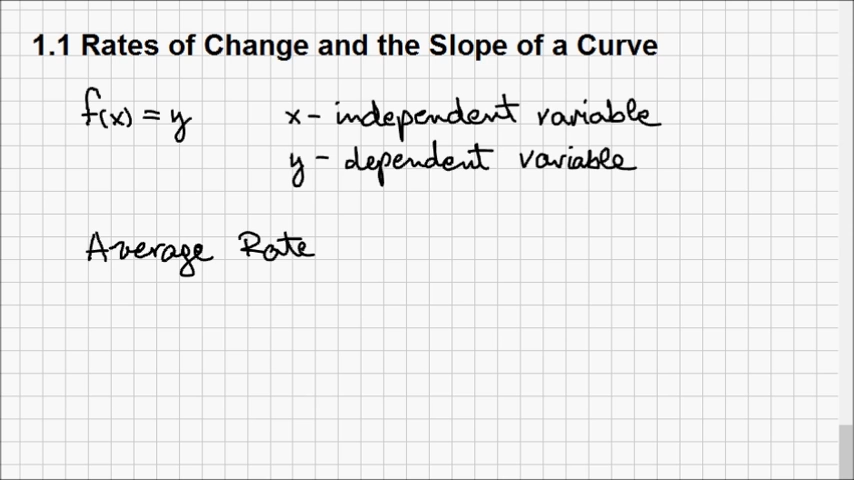 1.1 Rates of Change and the Slope of a Curve
f(x) = y x - independent variable
y - dependent variable
Average Rate